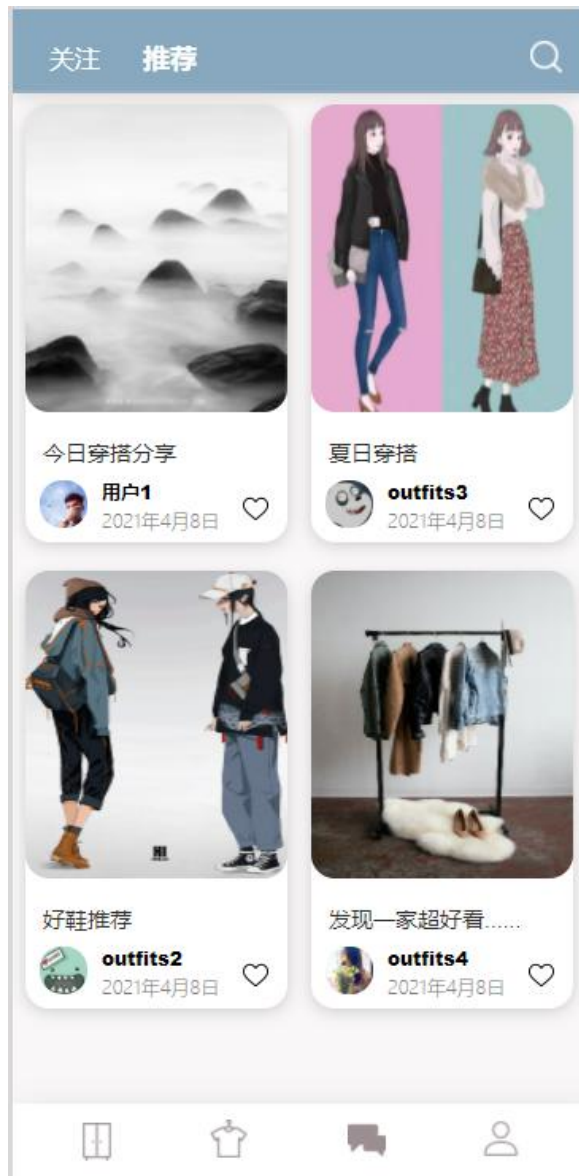 关注 推荐
今日穿搭分享
用户1
2021年4月8日
夏日穿搭
outfits3
2021年4月8日
好鞋推荐
outfits2
2021年4月8日
发现一家超好看......
outfits4
2021年4月8日